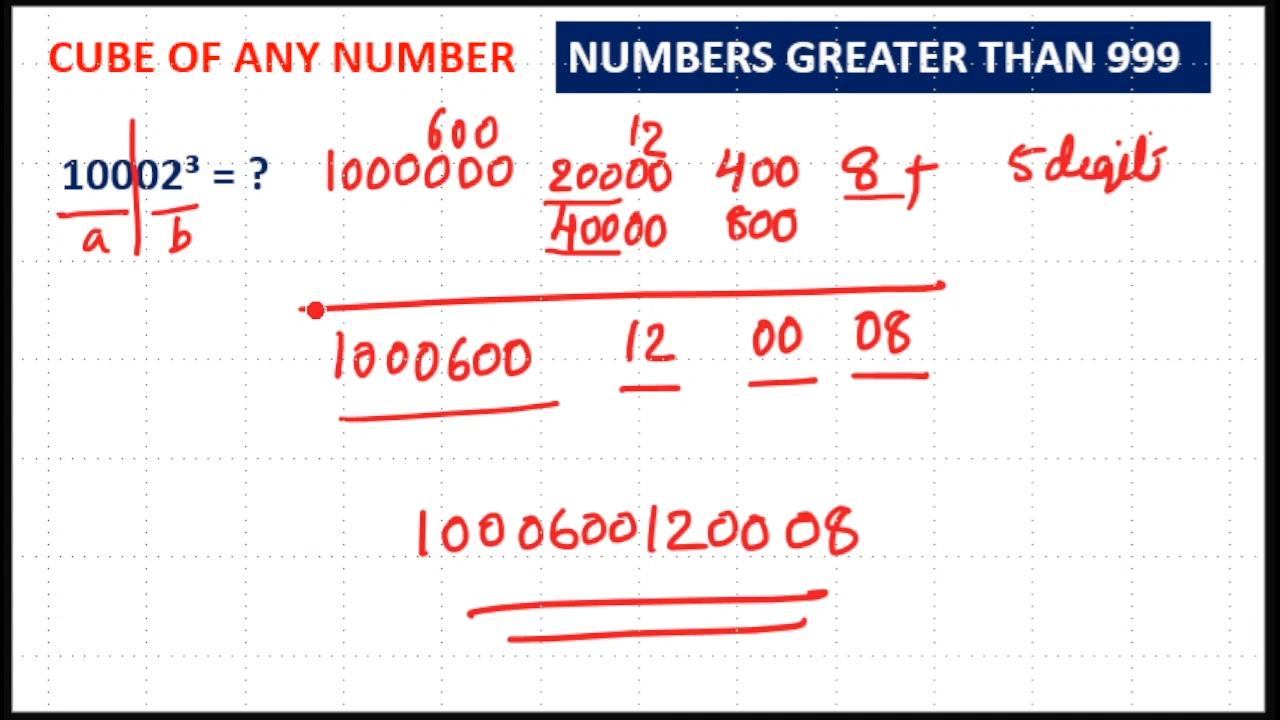 CUBE OF ANY NUMBER NUMBERS GREATER THAN 999
600 12
10002³ = ? 1000000 20000 400 8 + 5 deqits
a b 40000 800
1000600 12 00 08
1000600120008